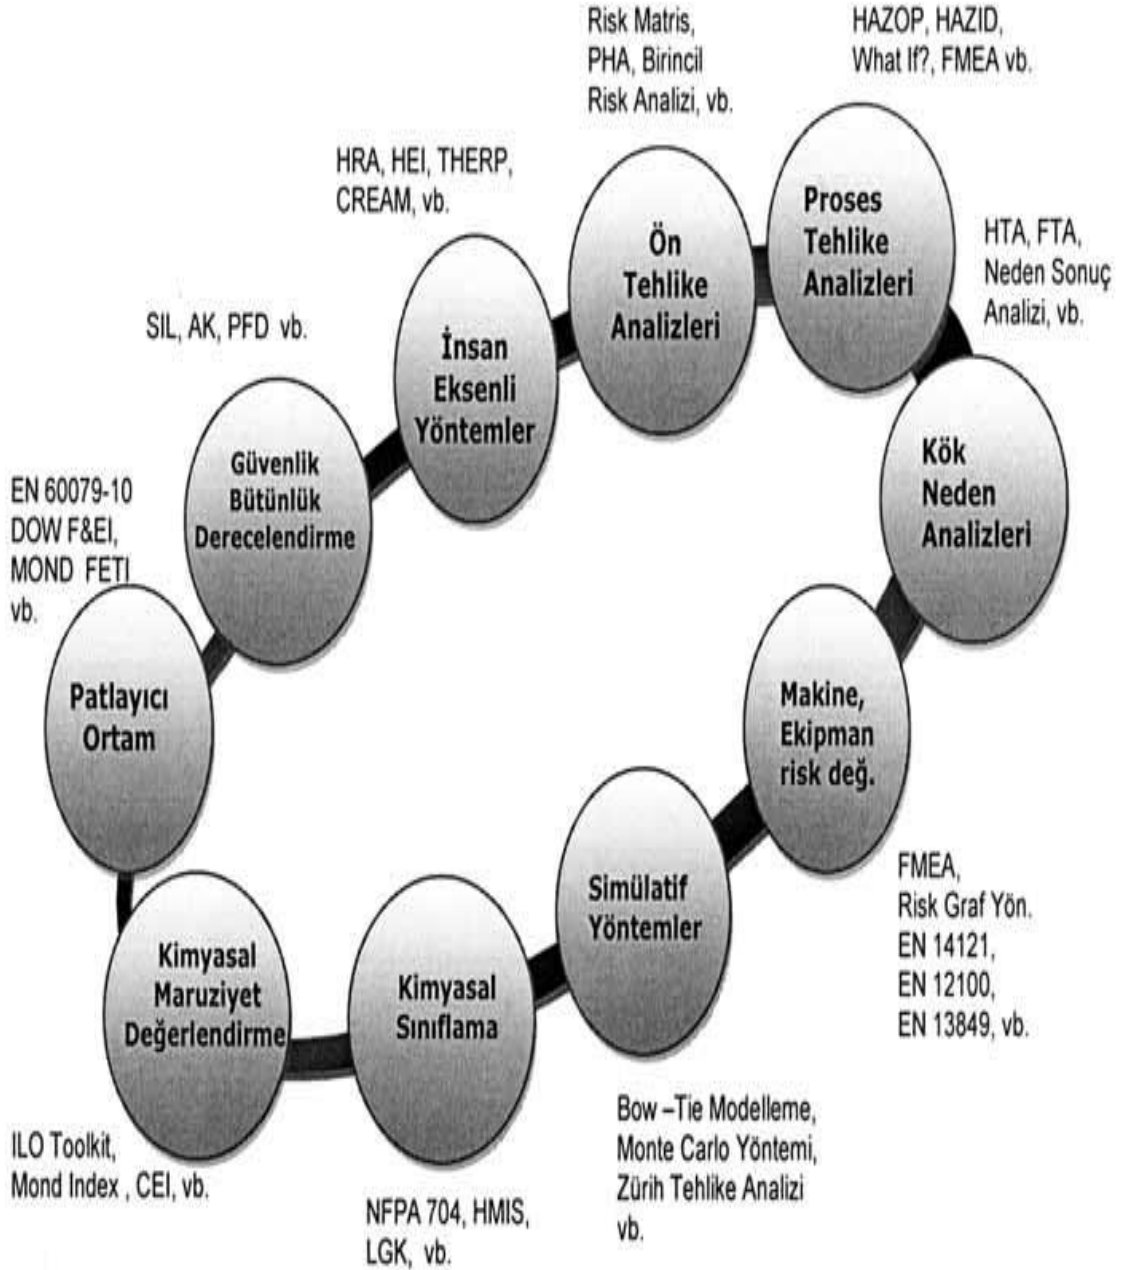 Risk Matris,
PHA, Birincil
Risk Analizi, vb.
HAZOP, HAZID,
What If?, FMEA vb.
HRA, HEI, THERP,
CREAM, vb.
Ön
Tehlike
Analizleri
Proses
Tehlike
Analizleri
HTA, FTA,
Neden Sonuç
Analizi, vb.
SIL, AK, PFD vb.
İnsan
Eksenli
Yöntemler
Kök
Neden
Analizleri
Güvenlik
Bütünlük
Derecelendirme
EN 60079-10
DOW F&EI,
MOND FETI
vb.
Patlayıcı
Ortam
Makine,
Ekipman
risk değ.
FMEA,
Risk Graf Yön.
EN 14121,
EN 12100,
EN 13849, vb.
Simülatif
Yöntemler
Bow –Tie Modelleme,
Monte Carlo Yöntemi,
Zürih Tehlike Analizi
vb.
Kimyasal
Sınıflama
NFPA 704, HMIS,
LGK, vb.
Kimyasal
Maruziyet
Değerlendirme
ILO Toolkit,
Mond Index , CEI, vb.